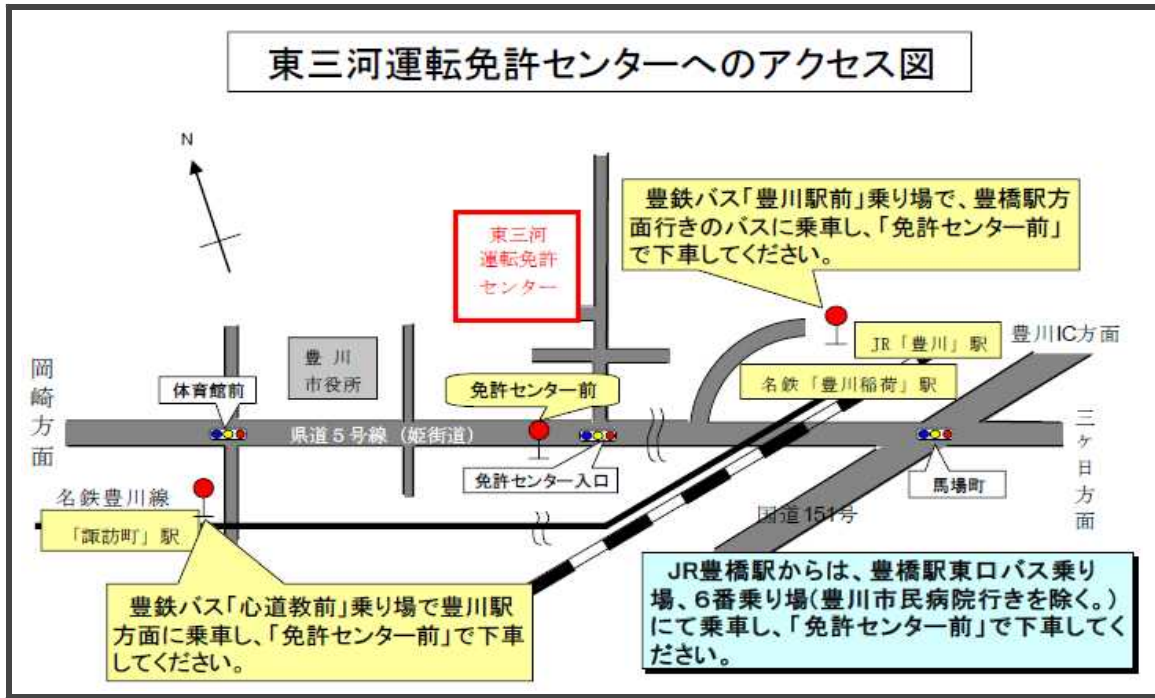 東三河運転免許センターへのアクセス図
N
豊鉄バス「豊川駅前」乗り場で、豊橋駅方
面行きのバスに乗車し、「免許センター前」
で下車してください。
東三河
運転免許
センター
岡崎方面
豊川
市役所
体育館前
免許センター前
JR「豊川」駅
豊川IC方面
名鉄「豊川稲荷」駅
県道5号線(姫街道)
三ケ日方面
免許センター入口
馬場町
名鉄豊川線
「諏訪町」駅
国道151号
豊鉄バス「心道教前」乗り場で豊川駅
方面に乗車し、「免許センター前」で下車
してください。
JR豊橋駅からは、豊橋駅東口バス乗り
場、6番乗り場(豊川市民病院行きを除く。)
にて乗車し、「免許センター前」で下車してく
ださい。